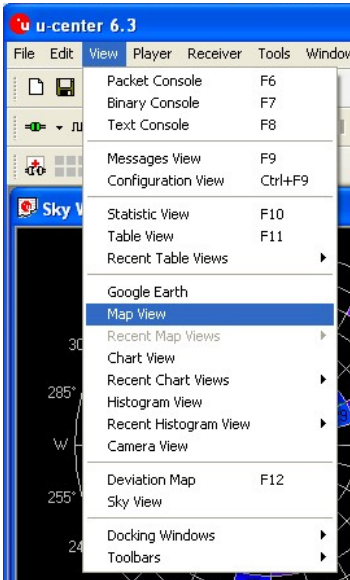 u-center 6.3
File Edit View Player Receiver Tools Window
Packet Console F6
Binary Console F7
Text Console F8
Messages View F9
Configuration View Ctrl+F9
Statistic View F10
Table View F11
Recent Table Views
Google Earth
Map View
Recent Map Views
Chart View
Recent Chart Views
Histogram View
Recent Histogram View
Camera View
Deviation Map F12
Sky View
Docking Windows
Toolbars
Sky V
30
285°
W
255°
24